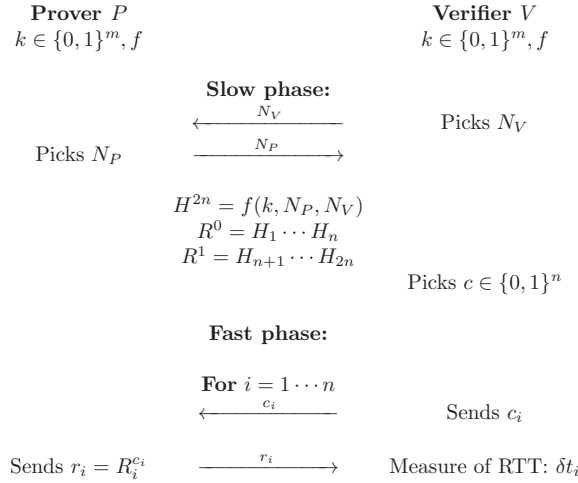 Prover P Verifier V
k ∈ {0, 1}^m, f k ∈ {0, 1}^m, f
Slow phase:
N_V
Picks N_V
N_P
Picks N_P
H^{2n} = f(k, N_P, N_V)
R^0 = H_1 ⋯ H_n
R^1 = H_{n+1} ⋯ H_{2n}
Picks c ∈ {0, 1}^n
Fast phase:
For i = 1 ⋯ n
c_i
Sends c_i
r_i
Sends r_i = R_i^{c_i} Measure of RTT: δt_i